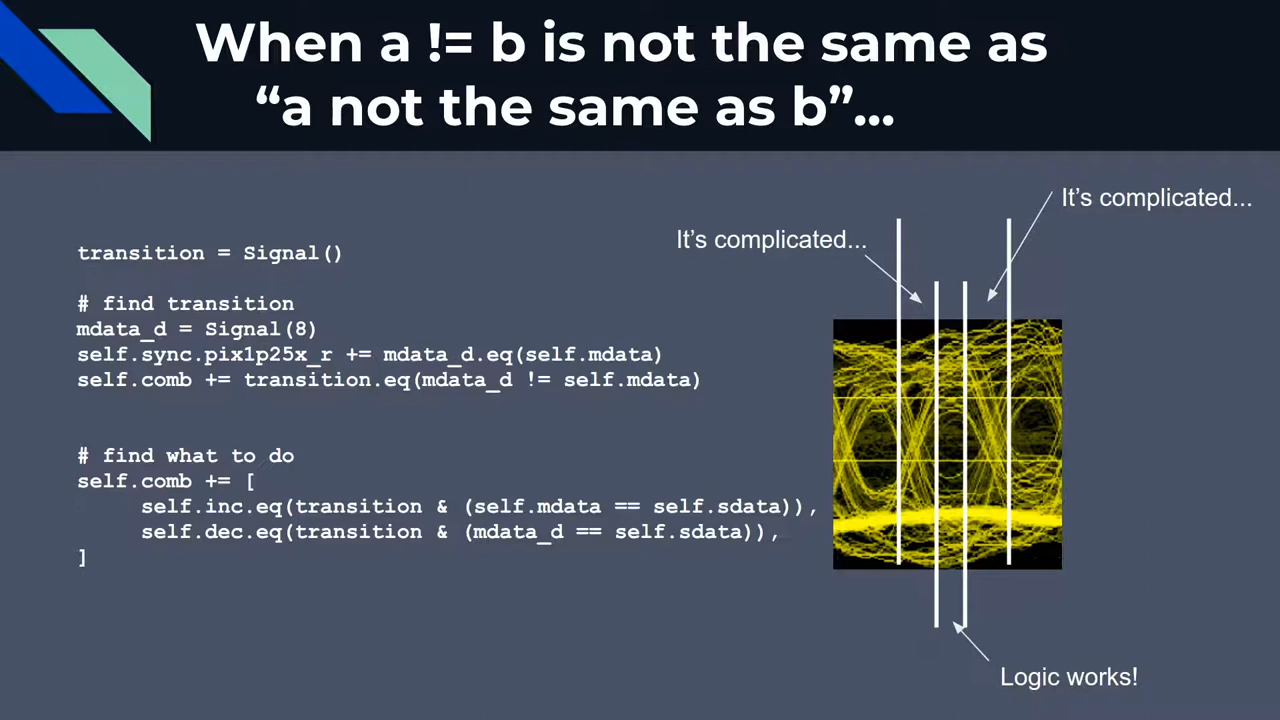 When a != b is not the same as
“a not the same as b”...
It’s complicated...
It’s complicated...
transition = Signal()
# find transition
mdata_d = Signal(8)
self.sync.pix1p25x_r += mdata_d.eq(self.mdata)
self.comb += transition.eq(mdata_d != self.mdata)
# find what to do
self.comb += [
     self.inc.eq(transition & (self.mdata == self.sdata)),
     self.dec.eq(transition & (mdata_d == self.sdata)),
]
Logic works!